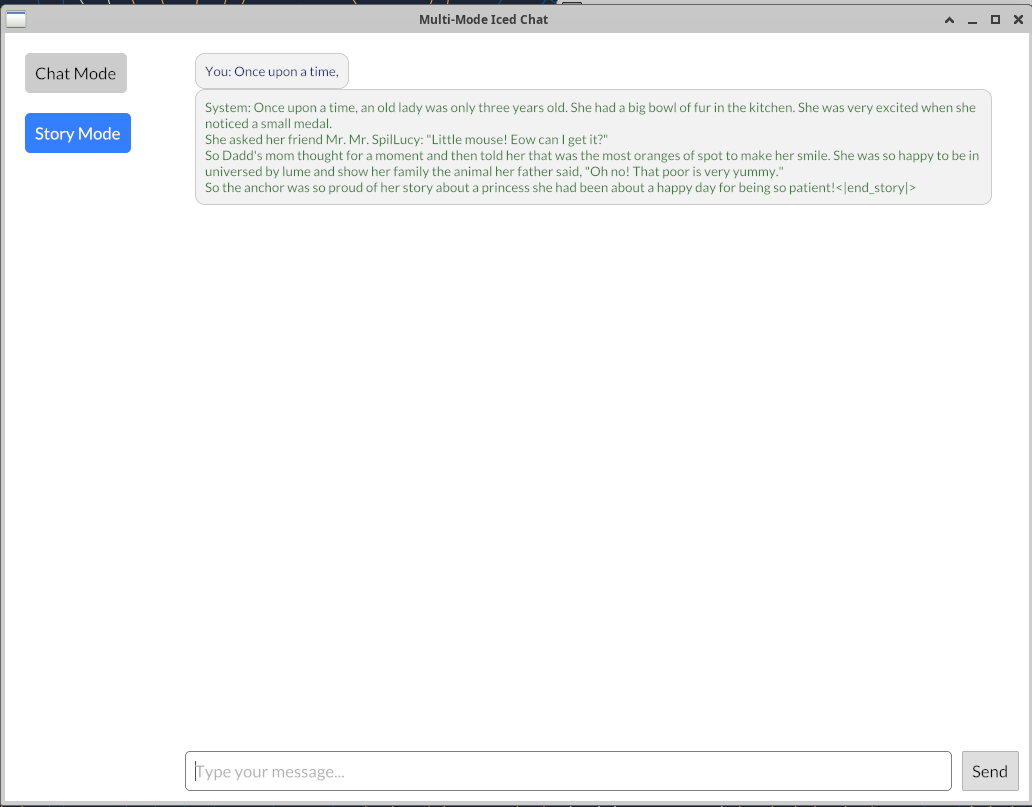 Multi-Mode Iced Chat
Chat Mode
Story Mode
You: Once upon a time,
System: Once upon a time, an old lady was only three years old. She had a big bowl of fur in the kitchen. She was very excited when she
noticed a small medal.
She asked her friend Mr. Mr. SpilLucy: "Little mouse! Eow can I get it?"
So Dadd's mom thought for a moment and then told her that was the most oranges of spot to make her smile. She was so happy to be in
universed by lume and show her family the animal her father said, "Oh no! That poor is very yummy."
So the anchor was so proud of her story about a princess she had been about a happy day for being so patient!<|end_story|>
Type your message...
Send